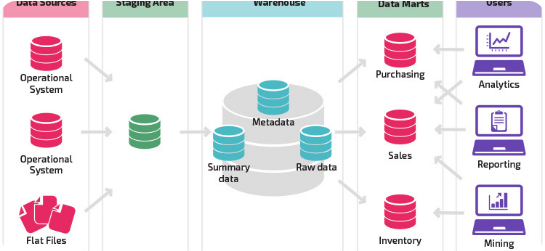 Data Sources
Staging Area
Warehouse
Data Marts
Users
Operational
System
Operational
System
Flat Files
Metadata
Summary
data
Raw data
Purchasing
Sales
Inventory
Analytics
Reporting
Mining